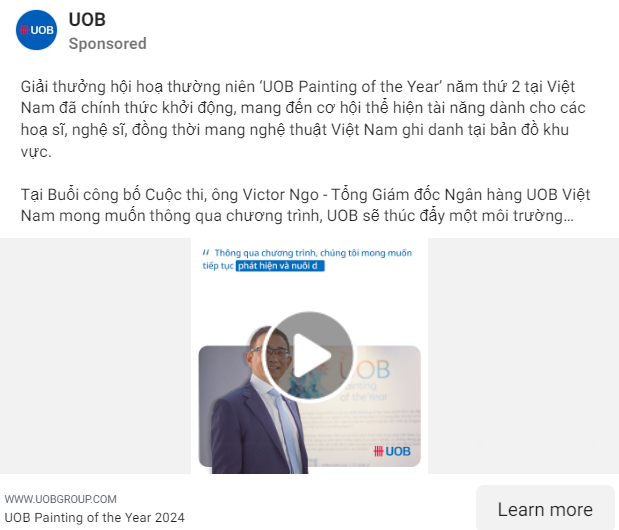 UOB
UOB
Sponsored
Giải thưởng hội hoạ thường niên ‘UOB Painting of the Year’ năm thứ 2 tại Việt
Nam đã chính thức khởi động, mang đến cơ hội thể hiện tài năng dành cho các
hoạ sĩ, nghệ sĩ, đồng thời mang nghệ thuật Việt Nam ghi danh tại bản đồ khu
vực.
Tại Buổi công bố Cuộc thi, ông Victor Ngo - Tổng Giám đốc Ngân hàng UOB Việt
Nam mong muốn thông qua chương trình, UOB sẽ thúc đẩy một môi trường…
“ Thông qua chương trình, chúng tôi mong muốn
tiếp tục phát hiện và nuôi d
UOB
Painting
of the Year
UOB
WWW.UOBGROUP.COM
UOB Painting of the Year 2024
Learn more